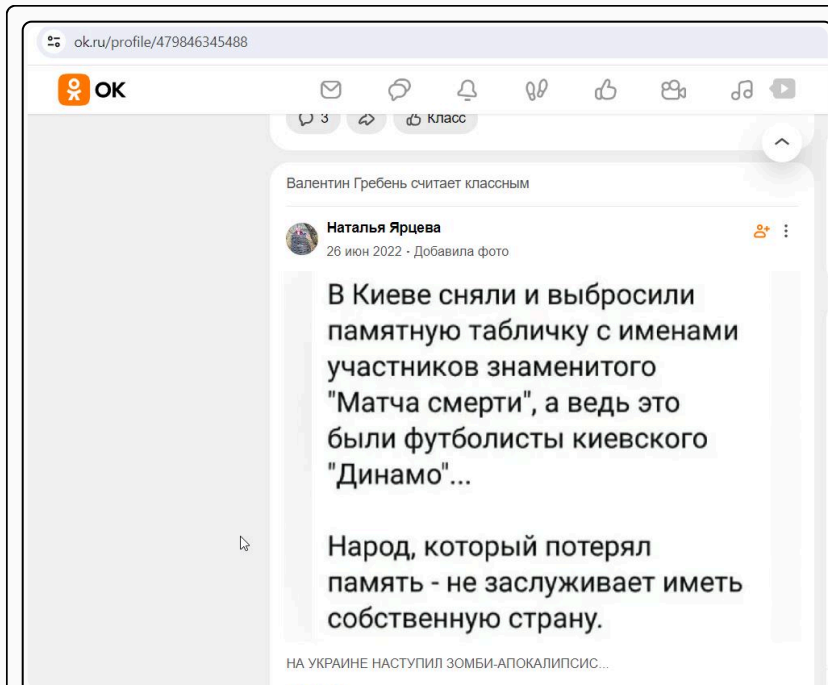 ok.ru/profile/479846345488
ОК
3
Класс
Валентин Гребень считает классным
Наталья Ярцева
26 июн 2022 · Добавила фото
В Киеве сняли и выбросили
памятную табличку с именами
участников знаменитого
"Матча смерти", а ведь это
были футболисты киевского
"Динамо"...
Народ, который потерял
память - не заслуживает иметь
собственную страну.
НА УКРАИНЕ НАСТУПИЛ ЗОМБИ-АПОКАЛИПСИС...